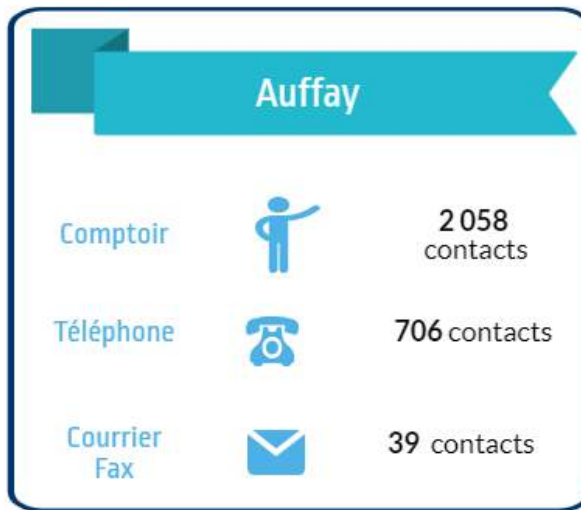 Auffay
Comptoir
2 058
contacts
Téléphone
706 contacts
Courrier
Fax
39 contacts